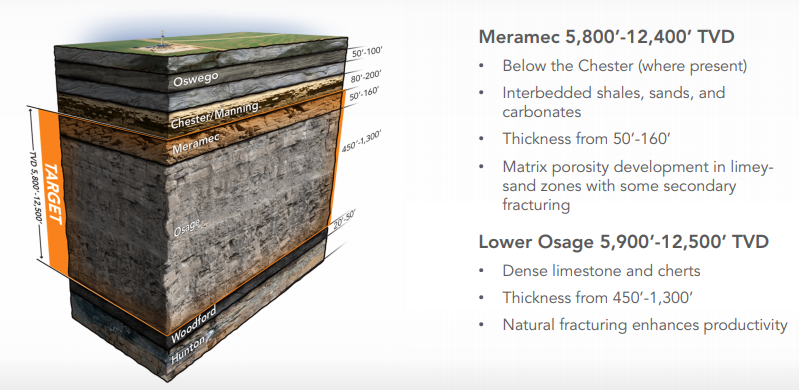 50'-100'
Oswego
80'-200'
50'-160'
Chester/Manning
Meramec
450'-1,300'
TARGET
TVD 5,800'-12,500'
Osage
20'-50'
Woodford
Hunton
Meramec 5,800'-12,400' TVD
• Below the Chester (where present)
• Interbedded shales, sands, and
carbonates
• Thickness from 50'-160'
• Matrix porosity development in limey-
sand zones with some secondary
fracturing
Lower Osage 5,900'-12,500' TVD
• Dense limestone and cherts
• Thickness from 450'-1,300'
• Natural fracturing enhances productivity